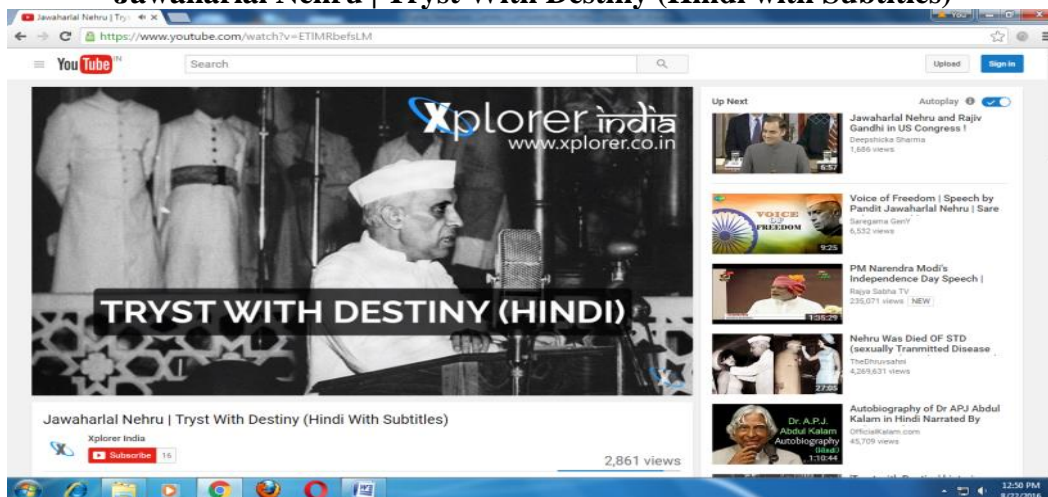 Jawaharlal Nehru | Tryst With Destiny (Hindi With Subtitles)
Jawaharlal Nehru | Trys
You
https://www.youtube.com/watch?v=ETIMRbefsLM
YouTube IN
Search
Upload
Sign in
Xplorer india
www.xplorer.co.in
TRYST WITH DESTINY (HINDI)
Jawaharlal Nehru | Tryst With Destiny (Hindi With Subtitles)
Xplorer India
Subscribe 16
2,861 views
Up Next
Autoplay
6:57
Jawaharlal Nehru and Rajiv
Gandhi in US Congress !
Deepshicka Sharma
1,686 views
VOICE
OF
FREEDOM
9:25
Voice of Freedom | Speech by
Pandit Jawaharlal Nehru | Sare
Saregama GenY
6,532 views
1:35:29
PM Narendra Modi's
Independence Day Speech |
Rajya Sabha TV
235,071 views NEW
27:05
Nehru Was Died OF STD
(sexually Tranmitted Disease
TheDhruvsahni
4,269,631 views
Dr. A.P.J.
Abdul Kalam
Autobiography
(Hindi)
1:10:44
Autobiography of Dr APJ Abdul
Kalam in Hindi Narrated By
OfficialKalam.com
45,709 views
12:50 PM
8/22/2016